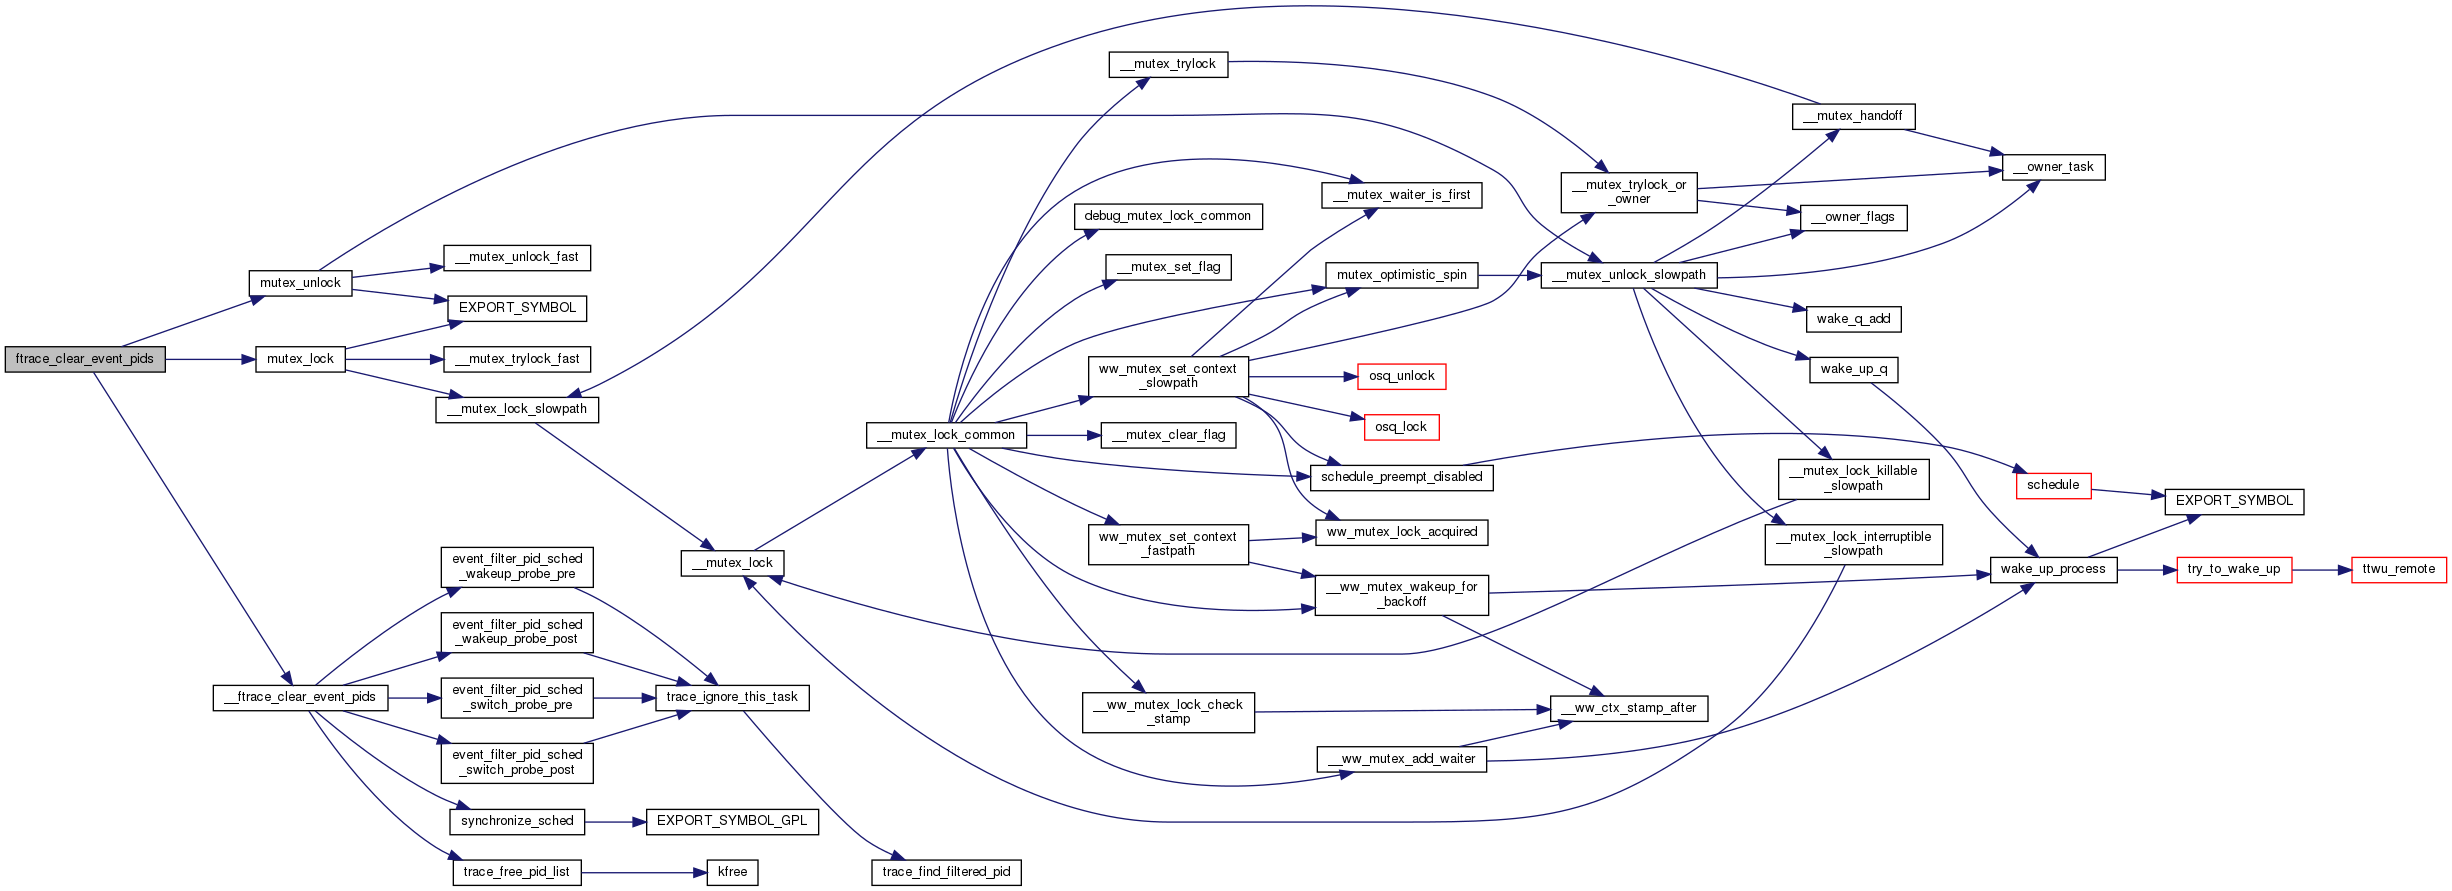 ftrace_clear_event_pids
mutex_unlock
mutex_lock
__ftrace_clear_event_pids
__mutex_unlock_fast
EXPORT_SYMBOL
__mutex_trylock_fast
__mutex_lock_slowpath
event_filter_pid_sched
_wakeup_probe_pre
event_filter_pid_sched
_wakeup_probe_post
event_filter_pid_sched
_switch_probe_pre
event_filter_pid_sched
_switch_probe_post
synchronize_sched
trace_free_pid_list
__mutex_lock
trace_ignore_this_task
EXPORT_SYMBOL_GPL
kfree
__mutex_lock_common
trace_find_filtered_pid
__mutex_trylock
debug_mutex_lock_common
__mutex_set_flag
ww_mutex_set_context
_slowpath
__mutex_clear_flag
ww_mutex_set_context
_fastpath
__ww_mutex_lock_check
_stamp
__mutex_waiter_is_first
mutex_optimistic_spin
osq_unlock
osq_lock
schedule_preempt_disabled
ww_mutex_lock_acquired
__ww_mutex_wakeup_for
_backoff
__ww_mutex_add_waiter
__mutex_trylock_or
_owner
__mutex_unlock_slowpath
__ww_ctx_stamp_after
__mutex_handoff
__owner_flags
wake_q_add
wake_up_q
__mutex_lock_killable
_slowpath
__mutex_lock_interruptible
_slowpath
__owner_task
schedule
wake_up_process
EXPORT_SYMBOL
try_to_wake_up
ttwu_remote